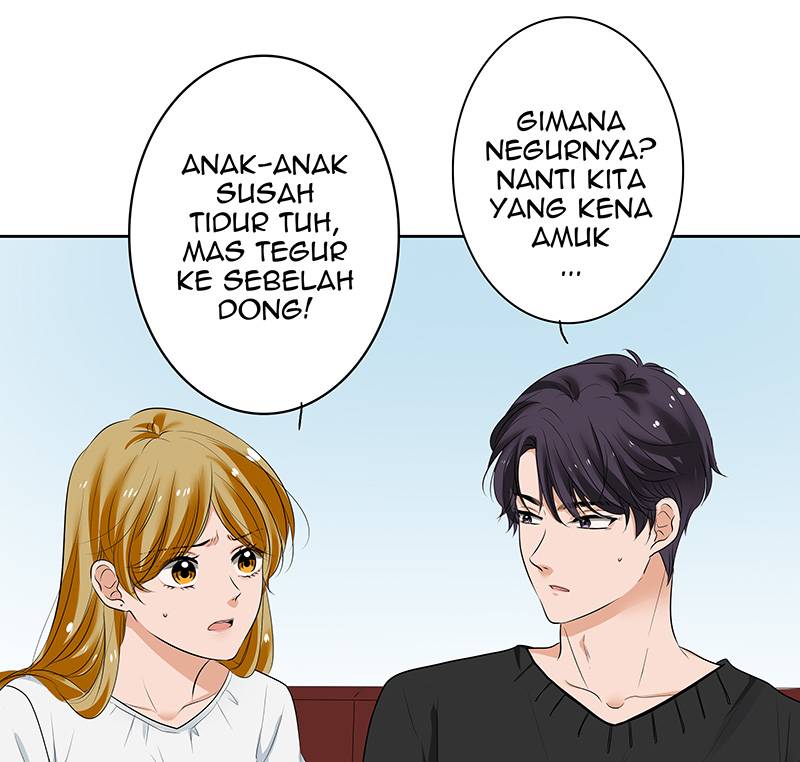 ANAK-ANAK
SUSAH
TIDUR TUH,
MAS TEGUR
KE SEBELAH
DONG!
GIMANA
NEGURNYA?
NANTI KITA
YANG KENA
AMUK
...